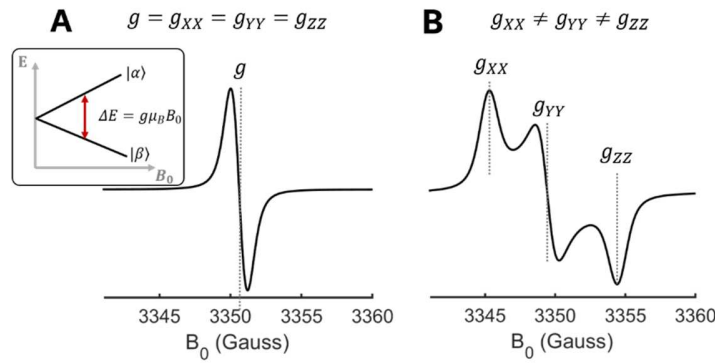 A
g = g_XX = g_YY = g_ZZ
E
|α⟩
ΔE = gμ_B B_0
|β⟩
B_0
g
3345 3350 3355 3360
B_0 (Gauss)
B
g_XX ≠ g_YY ≠ g_ZZ
g_XX
g_YY
g_ZZ
3345 3350 3355 3360
B_0 (Gauss)